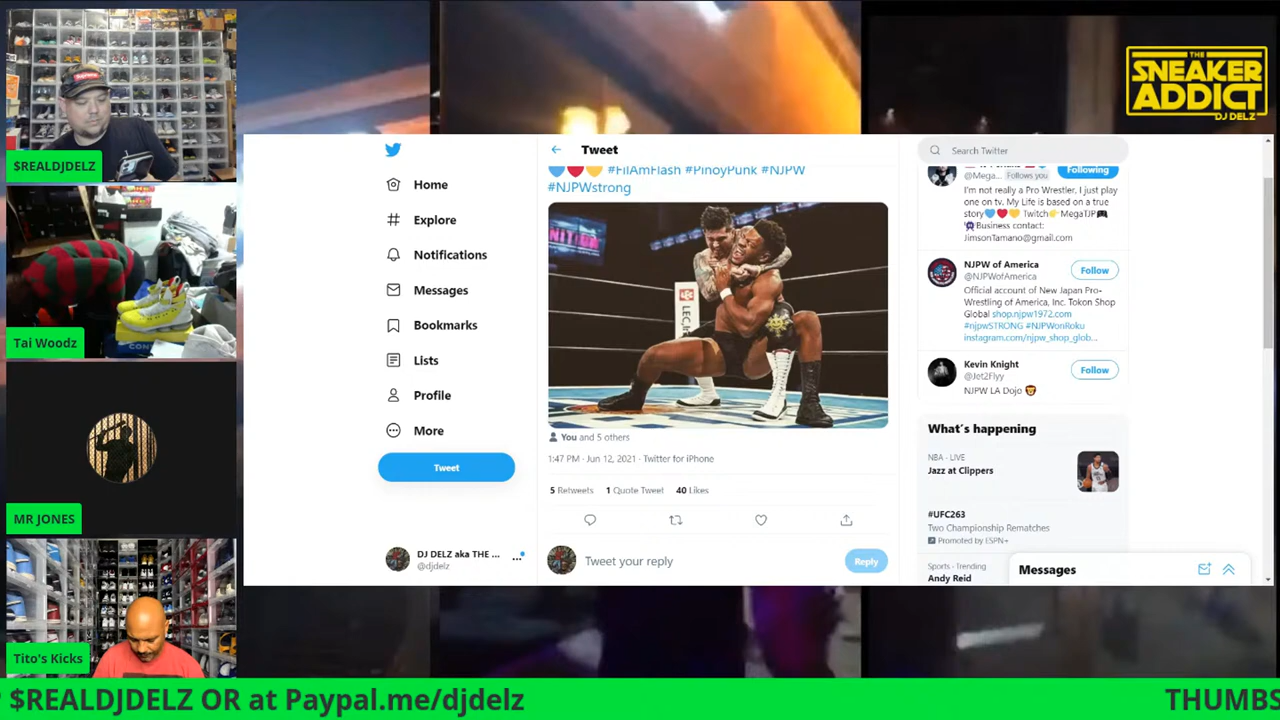 $REALDJDELZ
Tai Woodz
MR JONES
Tito's Kicks
THE
SNEAKER
ADDICT
DJ DELZ
Home
Explore
Notifications
Messages
Bookmarks
Lists
Profile
More
Tweet
DJ DELZ aka THE ...
@djdelz
Tweet
#FilAmFlash #PinoyPunk #NJPW
#NJPWstrong
You and 5 others
1:47 PM · Jun 12, 2021 · Twitter for iPhone
5 Retweets 1 Quote Tweet 40 Likes
Tweet your reply
Reply
Search Twitter
@Mega... Follows you
Following
I'm not really a Pro Wrestler, I just play
one on tv. My Life is based on a true
story💙❤️💛 Twitch👉 MegaTJP🎮
Business contact:
JimsonTamano@gmail.com
NJPW of America
@NJPWofAmerica
Follow
Official account of New Japan Pro-
Wrestling of America, Inc. Tokon Shop
Global shop.njpw1972.com
#njpwSTRONG #NJPWonRoku
instagram.com/njpw_shop_glob...
Kevin Knight
@Jet2Flyy
Follow
NJPW LA Dojo 🦁
What's happening
NBA · LIVE
Jazz at Clippers
#UFC263
Two Championship Rematches
Promoted by ESPN+
Sports · Trending
Andy Reid
Messages
$REALDJDELZ OR at Paypal.me/djdelz
THUMBS